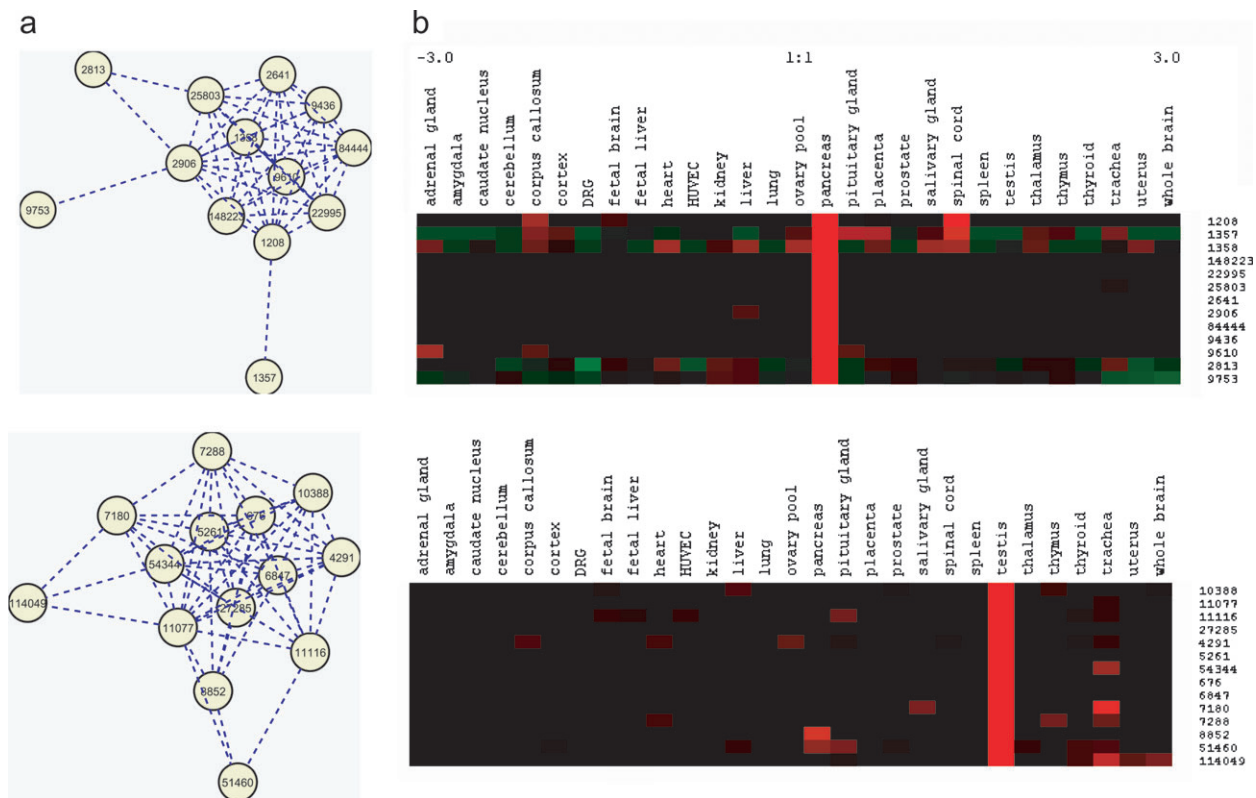 a
b
2813
25803
2641
9436
1358
84444
2906
9610
9753
148223
22995
1208
1357
-3.0 1:1 3.0
adrenal gland
amygdala
caudate nucleus
cerebellum
corpus callosum
cortex
DRG
fetal brain
fetal liver
heart
HUVEC
kidney
liver
lung
ovary pool
pancreas
pituitary gland
placenta
prostate
salivary gland
spinal cord
spleen
testis
thalamus
thymus
thyroid
trachea
uterus
whole brain
1208
1357
1358
148223
22995
25803
2641
2906
84444
9436
9610
2813
9753
7288
10388
7180
676
5261
4291
54344
6847
114049
27285
11077
11116
8852
51460
adrenal gland
amygdala
caudate nucleus
cerebellum
corpus callosum
cortex
DRG
fetal brain
fetal liver
heart
HUVEC
kidney
liver
lung
ovary pool
pancreas
pituitary gland
placenta
prostate
salivary gland
spinal cord
spleen
testis
thalamus
thymus
thyroid
trachea
uterus
whole brain
10388
11077
11116
27285
4291
5261
54344
676
6847
7180
7288
8852
51460
114049